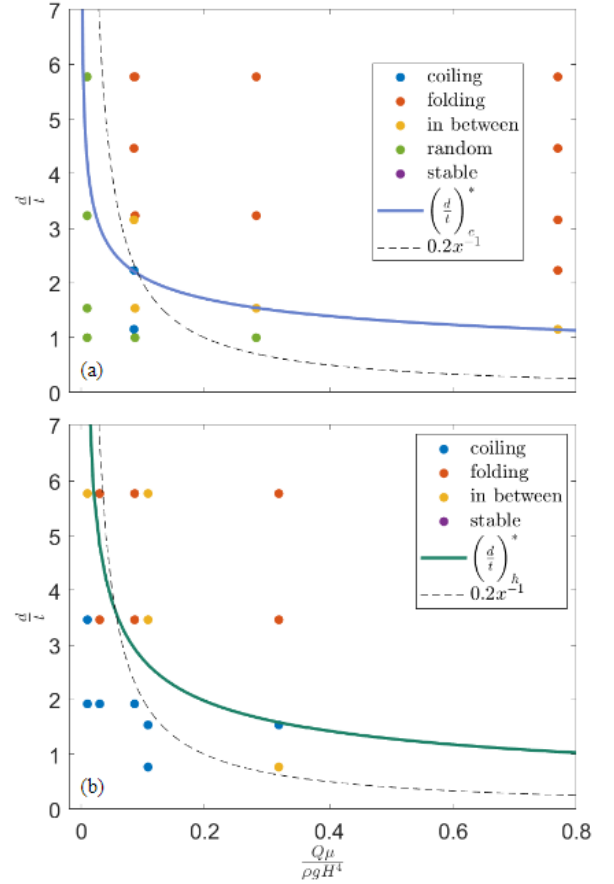 7
6
5
4
3
2
1
0
d/t
coiling
folding
in between
random
stable
(d/t)*c
0.2x⁻¹
(a)
7
6
5
4
3
2
1
0
d/t
coiling
folding
in between
stable
(d/t)*h
0.2x⁻¹
(b)
0 0.2 0.4 0.6 0.8
Qμ/ρgH⁴